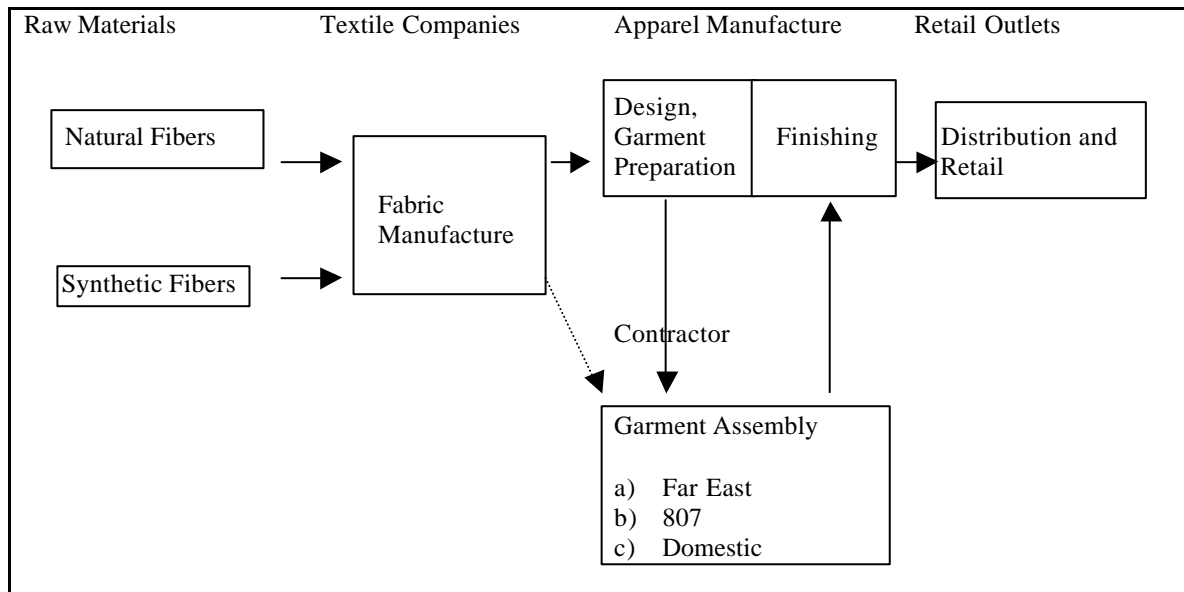 Raw Materials
Textile Companies
Apparel Manufacture
Retail Outlets
Natural Fibers
Synthetic Fibers
Fabric
Manufacture
Design,
Garment
Preparation
Finishing
Distribution and
Retail
Contractor
Garment Assembly
a) Far East
b) 807
c) Domestic